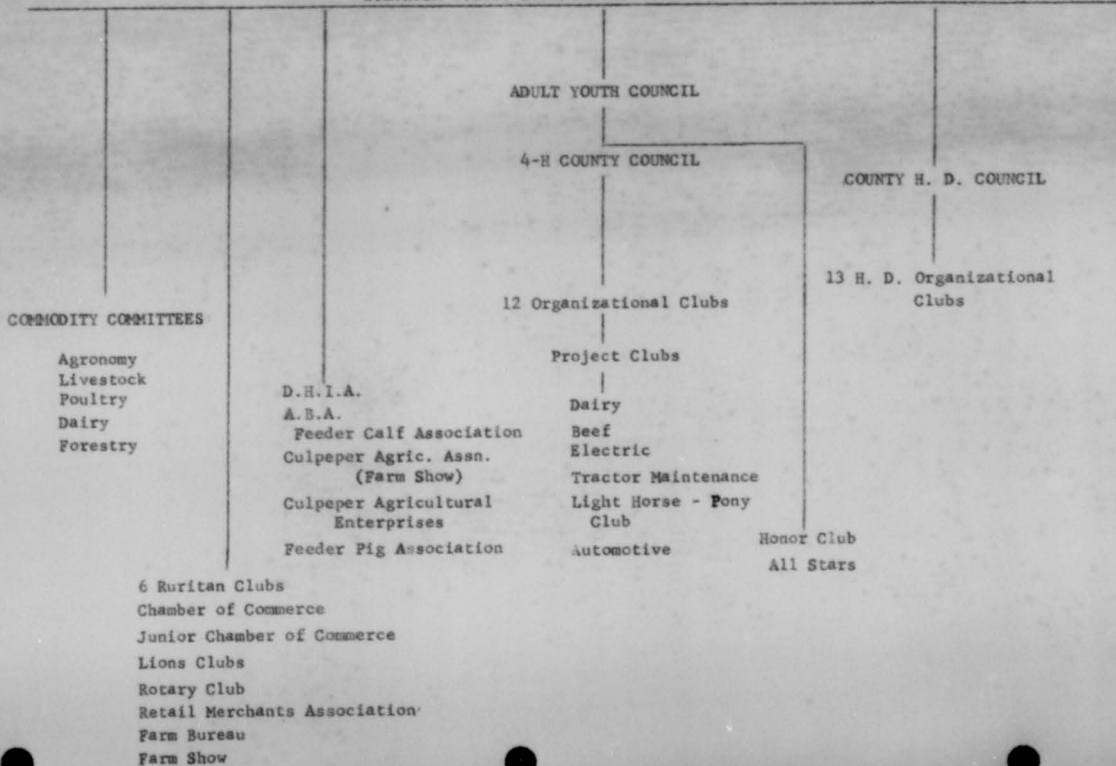 ADULT YOUTH COUNCIL
4-H COUNTY COUNCIL
COUNTY H. D. COUNCIL
13 H. D. Organizational
Clubs
12 Organizational Clubs
COMMODITY COMMITTEES
Agronomy
Livestock
Poultry
Dairy
Forestry
Project Clubs
D.H.I.A.
A.B.A.
Feeder Calf Association
Culpeper Agric. Assn.
(Farm Show)
Culpeper Agricultural
Enterprises
Feeder Pig Association
Dairy
Beef
Electric
Tractor Maintenance
Light Horse - Pony
Club
Automotive
Honor Club
All Stars
6 Ruritan Clubs
Chamber of Commerce
Junior Chamber of Commerce
Lions Clubs
Rotary Club
Retail Merchants Association
Farm Bureau
Farm Show